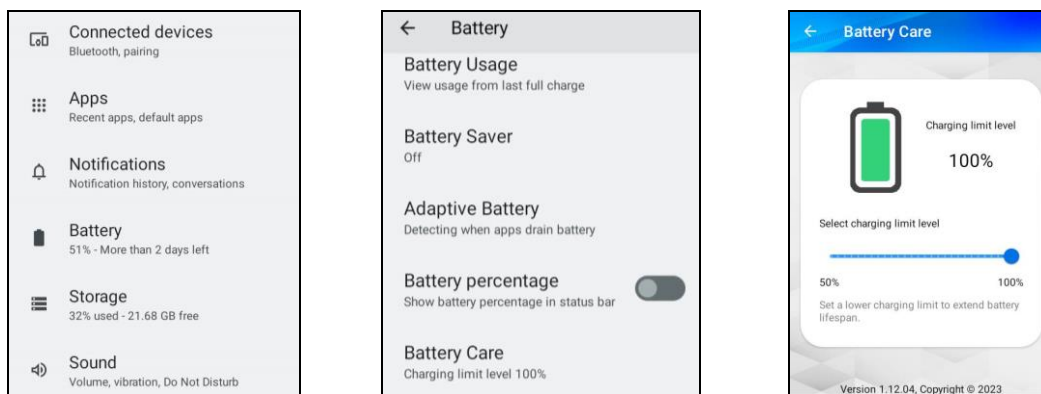 Connected devices
Bluetooth, pairing
Apps
Recent apps, default apps
Notifications
Notification history, conversations
Battery
51% - More than 2 days left
Storage
32% used - 21.68 GB free
Sound
Volume, vibration, Do Not Disturb
Battery
Battery Usage
View usage from last full charge
Battery Saver
Off
Adaptive Battery
Detecting when apps drain battery
Battery percentage
Show battery percentage in status bar
Battery Care
Charging limit level 100%
Battery Care
Charging limit level
100%
Select charging limit level
50% 100%
Set a lower charging limit to extend battery
lifespan.
Version 1.12.04, Copyright © 2023